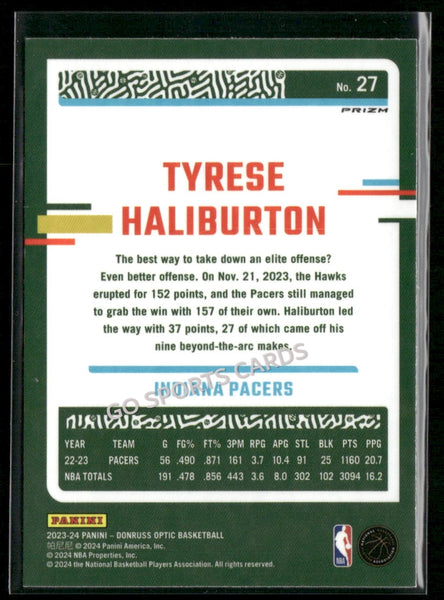 No. 27
PRIZM
TYRESE
HALIBURTON
The best way to take down an elite offense?
Even better offense. On Nov. 21, 2023, the Hawks
erupted for 152 points, and the Pacers still managed
to grab the win with 157 of their own. Haliburton led
the way with 37 points, 27 of which came off his
nine beyond-the-arc makes.
GO SPORTS CARDS
INDIANA PACERS
YEAR TEAM G FG% FT% 3PM RPG APG STL BLK PTS PPG
22-23 PACERS 56 .490 .871 161 3.7 10.4 91 25 1160 20.7
NBA TOTALS 191 .478 .856 443 3.6 8.0 302 102 3094 16.2
PANINI
2023-24 PANINI – DONRUSS OPTIC BASKETBALL
帕尼尼 © 2024 Panini America, Inc.
© 2024 NBA Properties, Inc.
© 2024 the National Basketball Players Association. All rights reserved.
NBA